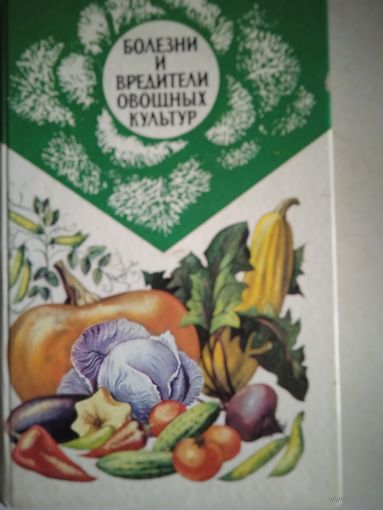 БОЛЕЗНИ
И
ВРЕДИТЕЛИ
ОВОЩНЫХ
КУЛЬТУР